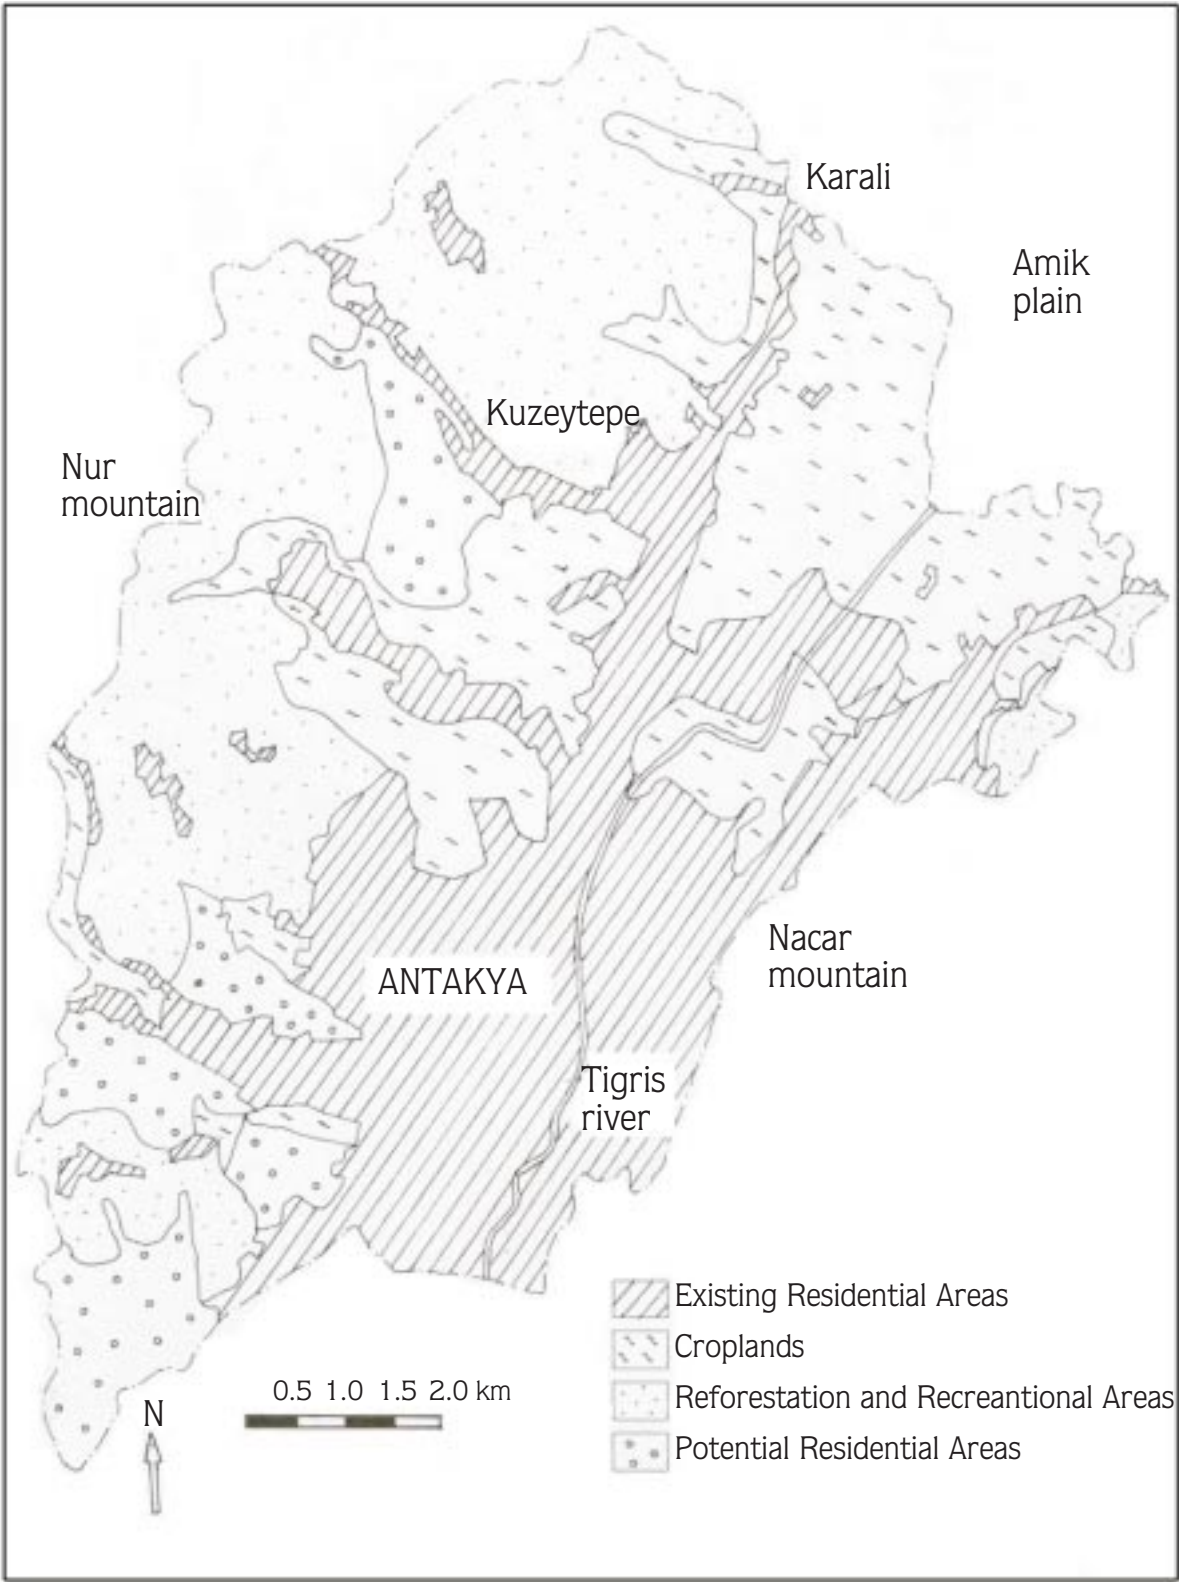 Karali
Amik
plain
Kuzeytepe
Nur
mountain
Nacar
mountain
ANTAKYA
Tigris
river
Existing Residential Areas
Croplands
Reforestation and Recreantional Areas
Potential Residential Areas
0.5 1.0 1.5 2.0 km
N